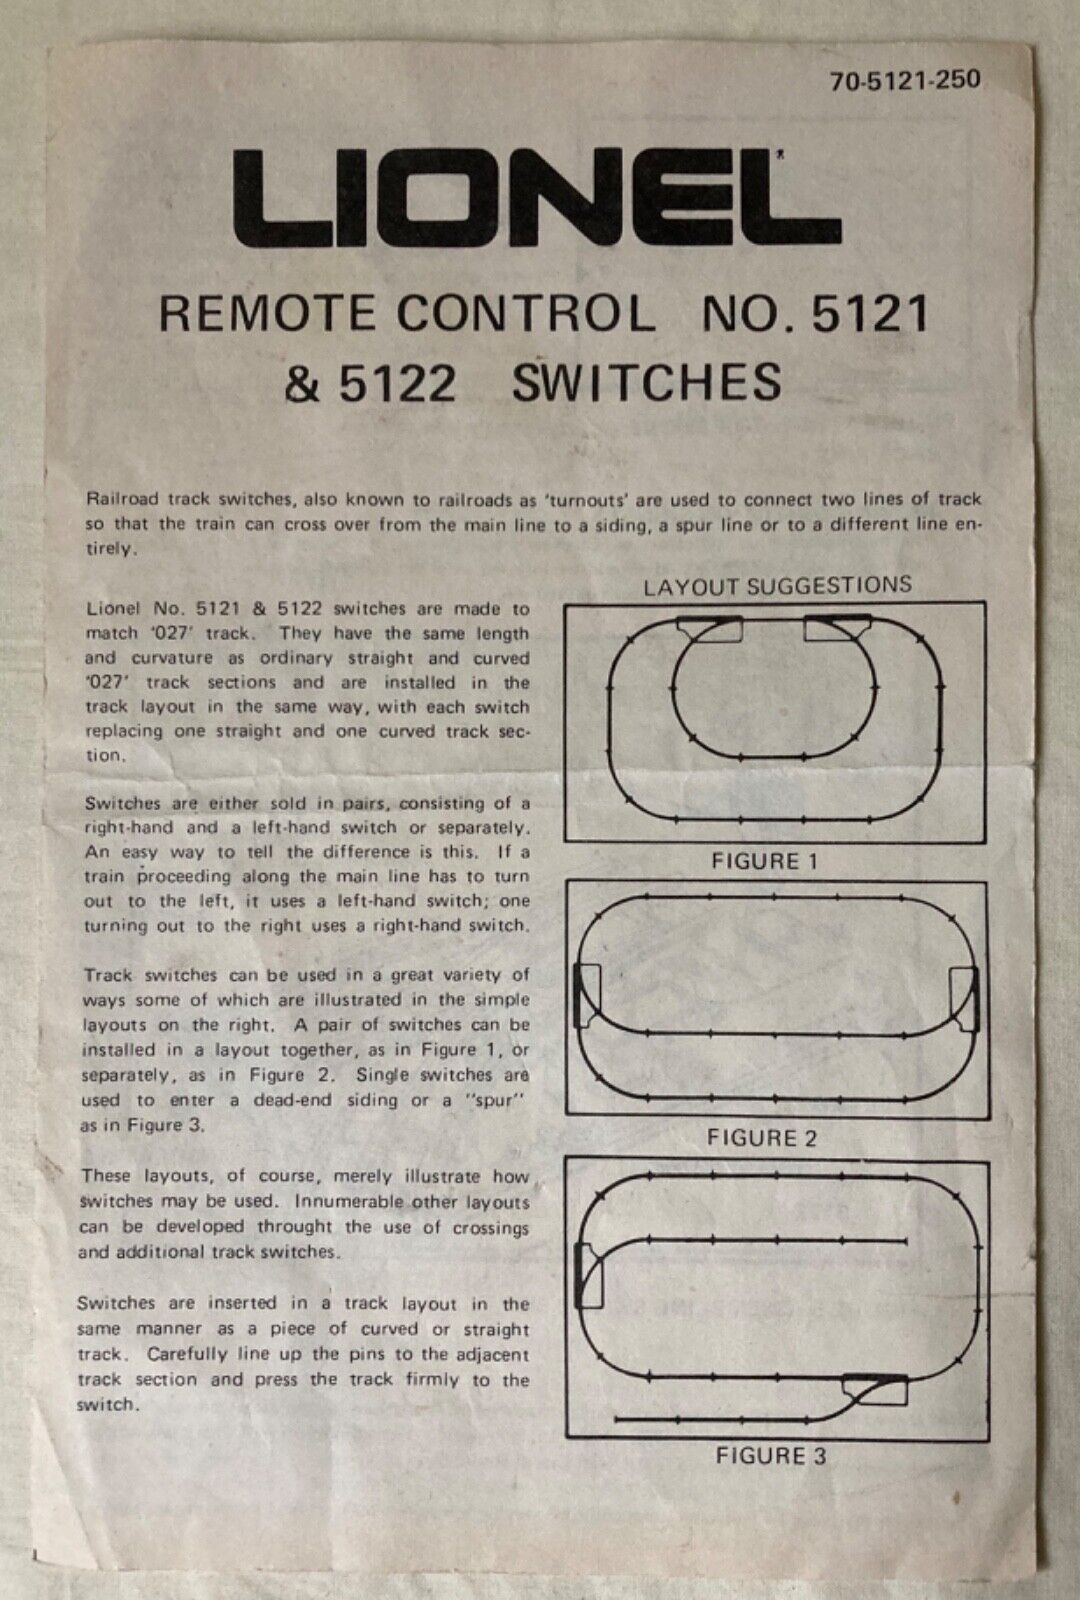 70-5121-250
LIONEL
REMOTE CONTROL NO. 5121
& 5122 SWITCHES
Railroad track switches, also known to railroads as 'turnouts' are used to connect two lines of track
so that the train can cross over from the main line to a siding, a spur line or to a different line en-
tirely.
Lionel No. 5121 & 5122 switches are made to
match '027' track. They have the same length
and curvature as ordinary straight and curved
'027' track sections and are installed in the
track layout in the same way, with each switch
replacing one straight and one curved track sec-
tion.
Switches are either sold in pairs, consisting of a
right-hand and a left-hand switch or separately.
An easy way to tell the difference is this. If a
train proceeding along the main line has to turn
out to the left, it uses a left-hand switch; one
turning out to the right uses a right-hand switch.
Track switches can be used in a great variety of
ways some of which are illustrated in the simple
layouts on the right. A pair of switches can be
installed in a layout together, as in Figure 1, or
separately, as in Figure 2. Single switches are
used to enter a dead-end siding or a "spur"
as in Figure 3.
These layouts, of course, merely illustrate how
switches may be used. Innumerable other layouts
can be developed throught the use of crossings
and additional track switches.
Switches are inserted in a track layout in the
same manner as a piece of curved or straight
track. Carefully line up the pins to the adjacent
track section and press the track firmly to the
switch.
LAYOUT SUGGESTIONS
FIGURE 1
FIGURE 2
FIGURE 3